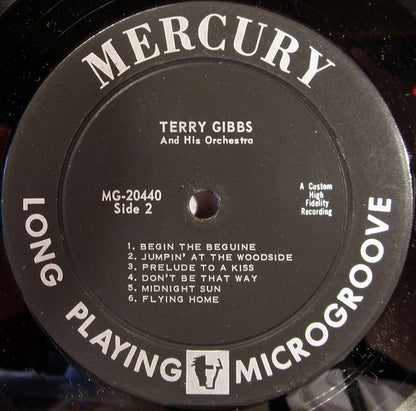 MERCURY
TERRY GIBBS
And His Orchestra
MG-20440
Side 2
A Custom
High
Fidelity
Recording
1. BEGIN THE BEGUINE
2. JUMPIN' AT THE WOODSIDE
3. PRELUDE TO A KISS
4. DON'T BE THAT WAY
5. MIDNIGHT SUN
6. FLYING HOME
LONG PLAYING MICROGROOVE